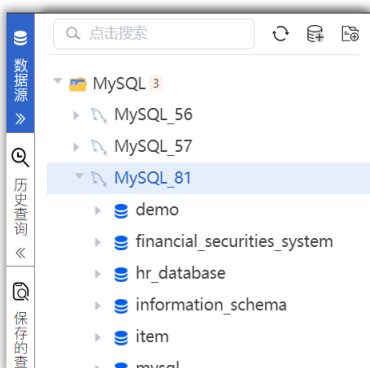 点击搜索
数据源
MySQL 3
MySQL_56
MySQL_57
MySQL_81
demo
financial_securities_system
hr_database
information_schema
item
mysql
历史查询
保存的查